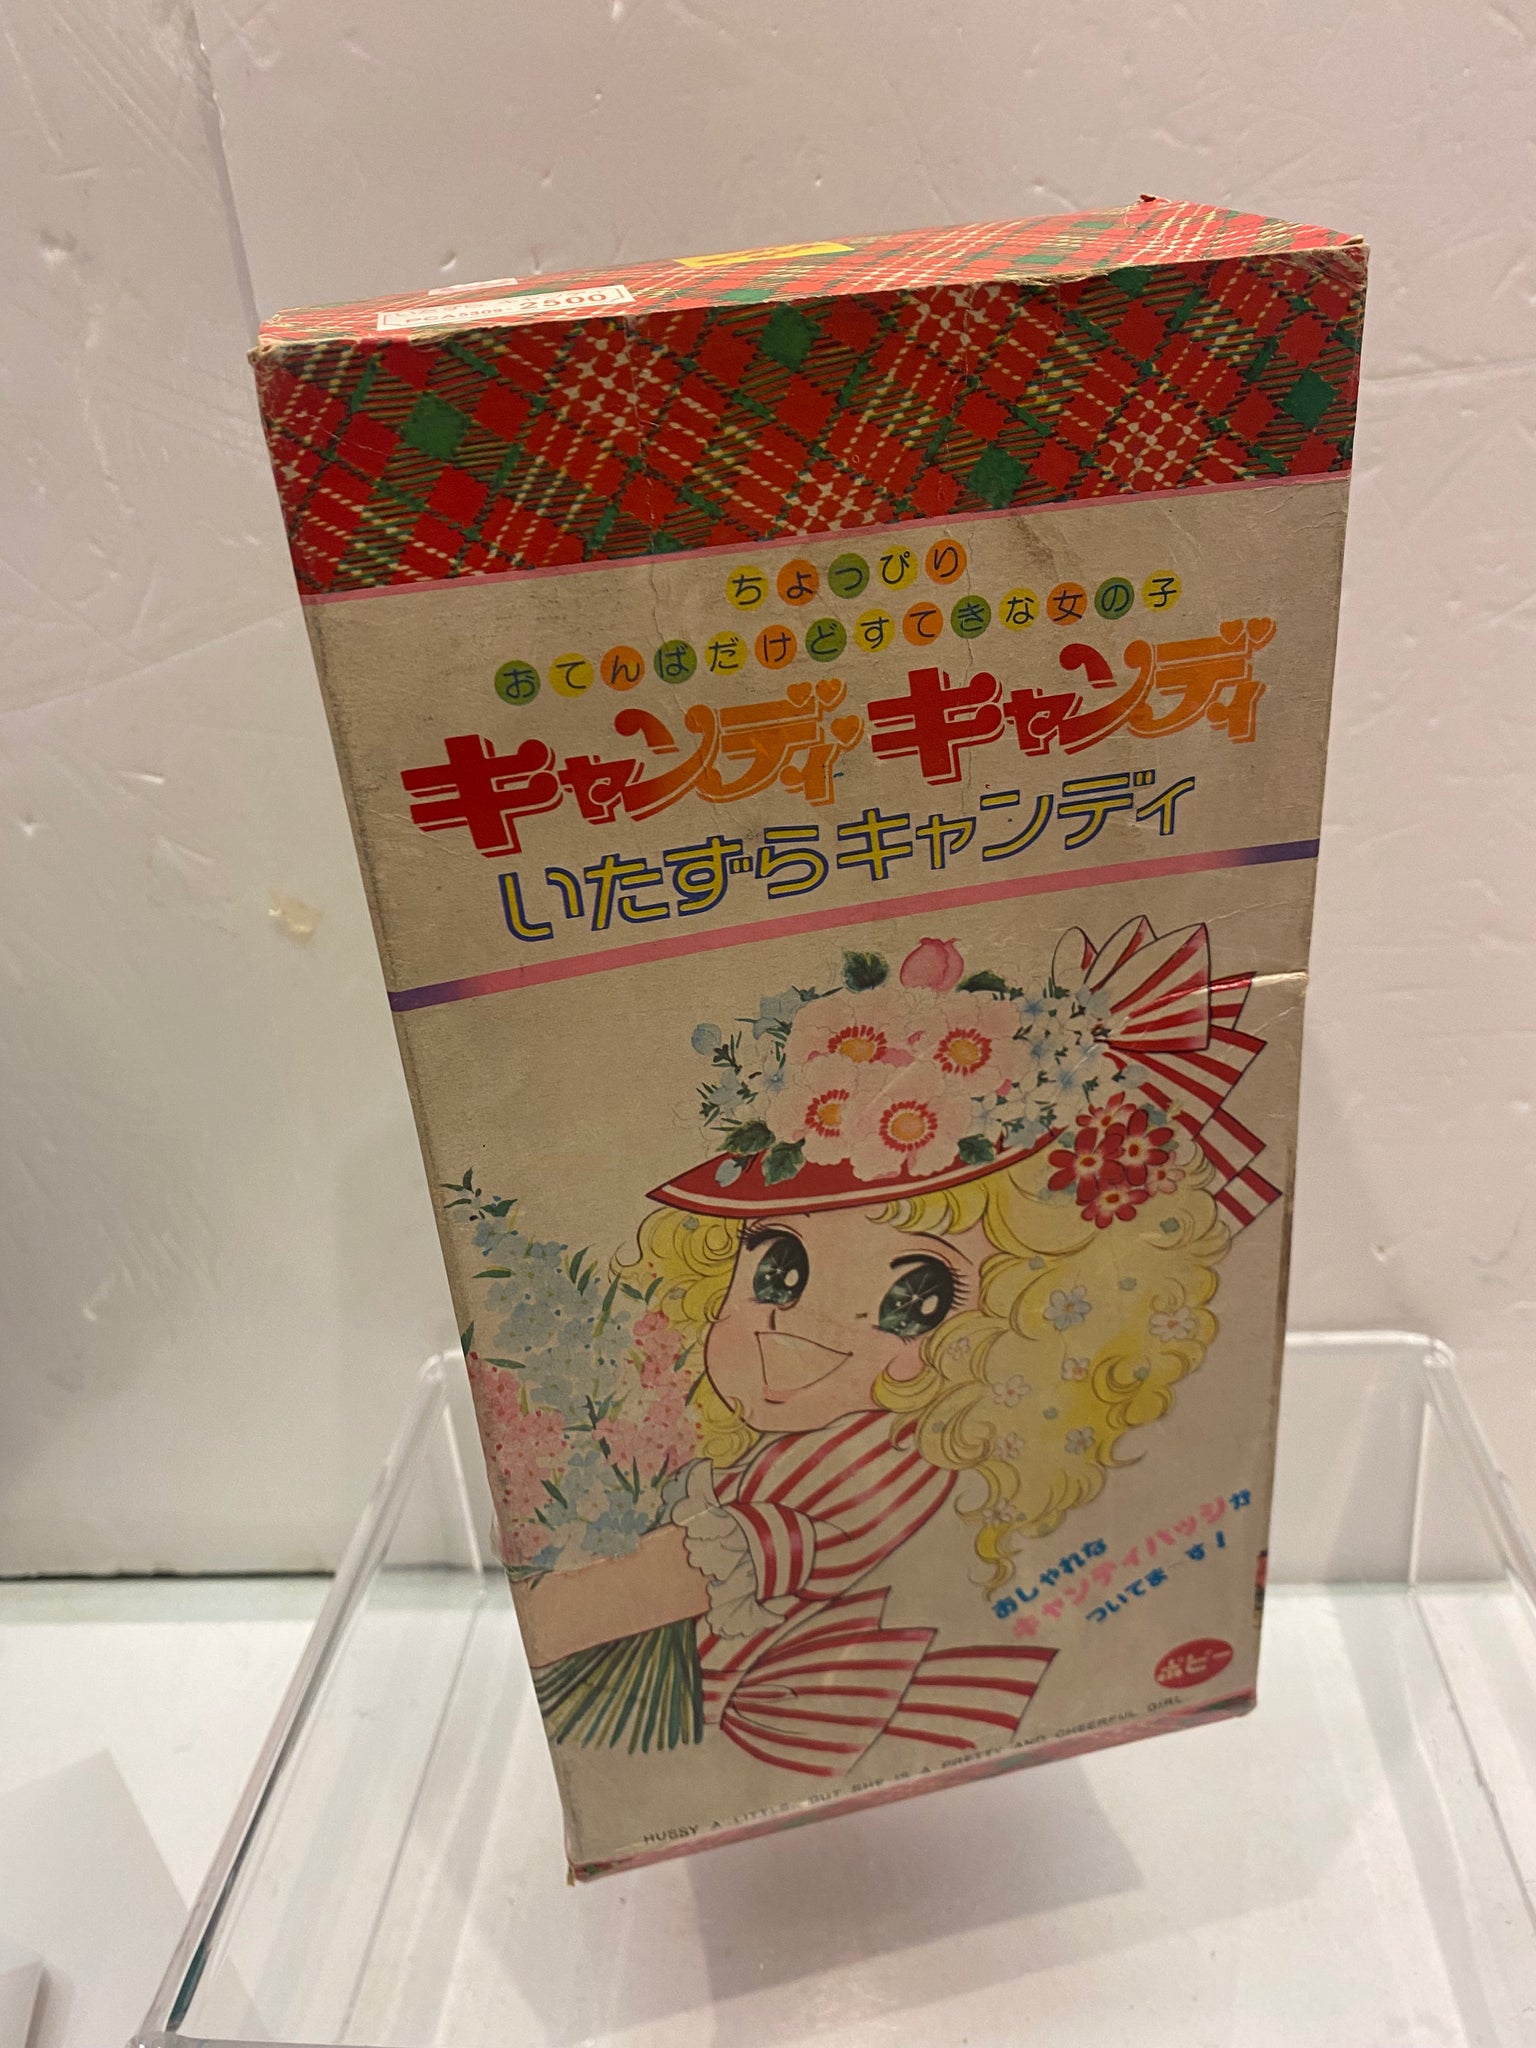 2500
ちょっぴり
おてんばだけどすてきな女の子
キャンディキャンディ
いたずらキャンディ
おしゃれな
キャンディバッジが
ついてま す!
ポピー
HUSSY A LITTLE, BUT SHE IS A PRETTY AND CHEERFUL GIRL